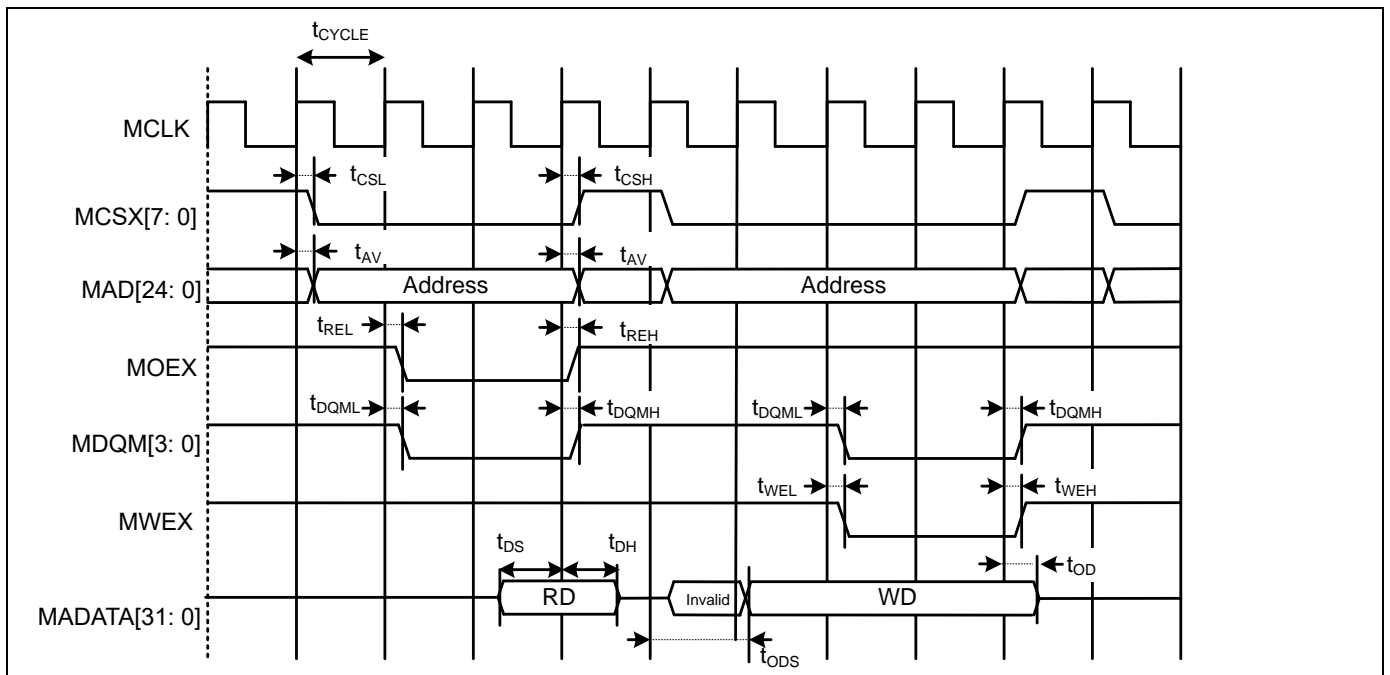 tCYCLE
MCLK
tCSL tCSH
MCSX[7: 0]
tAV tAV
MAD[24: 0] Address Address
tREL tREH
MOEX
tDQML tDQMH tDQML tDQMH
MDQM[3: 0]
tWEL tWEH
MWEX
tDS tDH
tOD
RD Invalid WD
MADATA[31: 0]
tODS